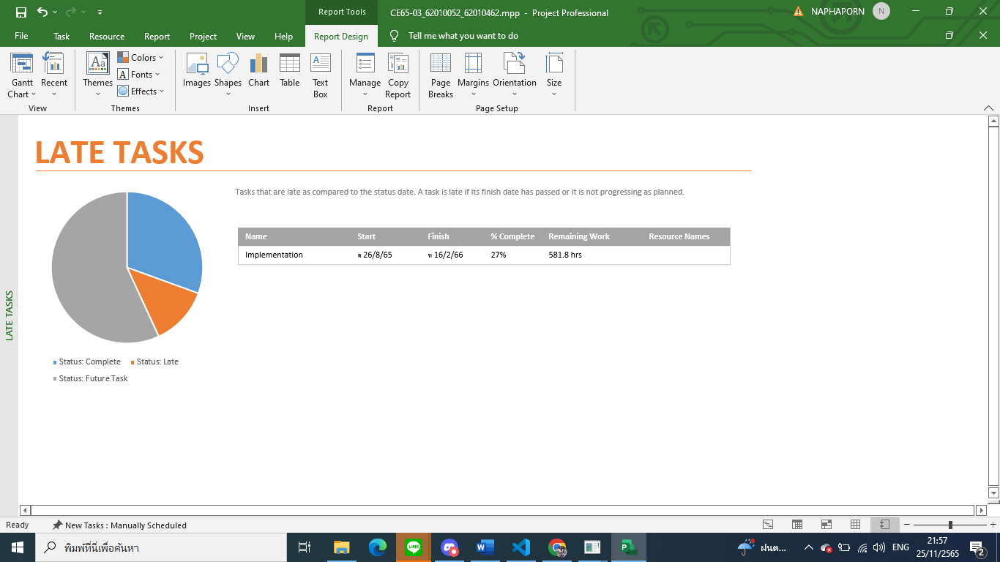 Report Tools
CE65-03_62010052_62010462.mpp - Project Professional
NAPHAPORN
N
File
Task
Resource
Report
Project
View
Help
Report Design
Tell me what you want to do
Gantt Chart
Recent
View
Themes
Colors
Fonts
Effects
Themes
Images
Shapes
Chart
Table
Text Box
Insert
Manage
Copy Report
Report
Page Breaks
Margins
Orientation
Size
Page Setup
LATE TASKS
LATE TASKS
Tasks that are late as compared to the status date. A task is late if its finish date has passed or it is not progressing as planned.
Name Start Finish % Complete Remaining Work Resource Names
Implementation ศ 26/8/65 พฤ 16/2/66 27% 581.8 hrs
Status: Complete Status: Late
Status: Future Task
Ready
New Tasks : Manually Scheduled
พิมพ์ที่นี่เพื่อค้นหา
ฝนต...
ENG
21:57
25/11/2565
2